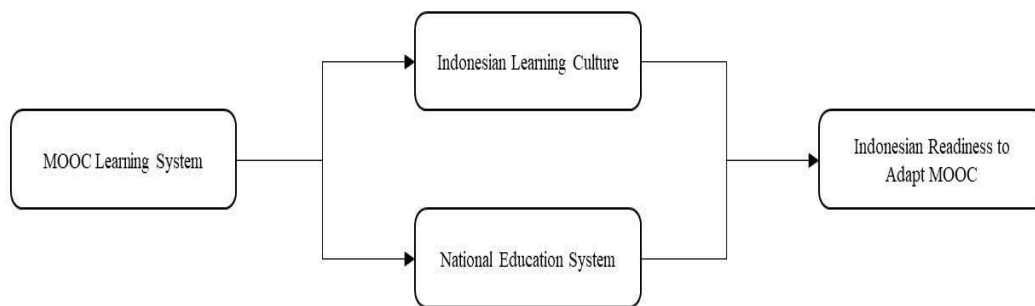 Indonesian Learning Culture
MOOC Learning System
Indonesian Readiness to
Adapt MOOC
National Education System